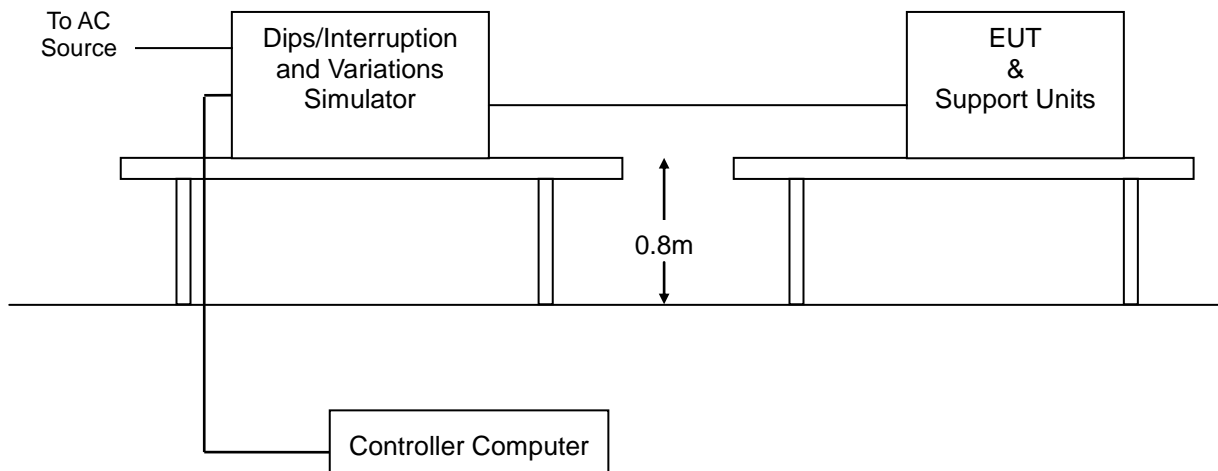 To AC
Source
Dips/Interruption
and Variations
Simulator
EUT
&
Support Units
0.8m
Controller Computer